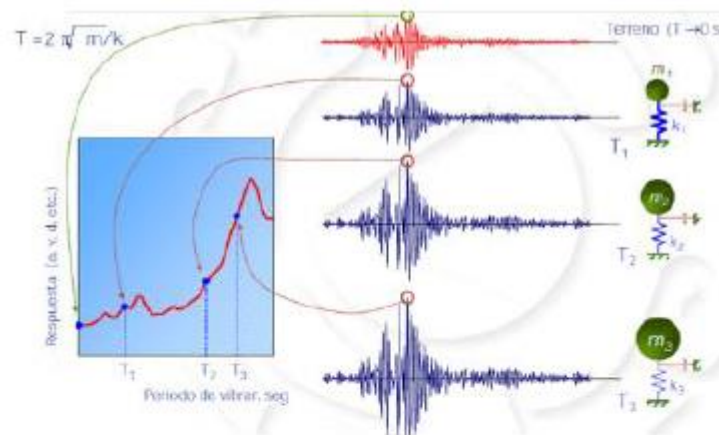 T = 2 π√ m/k
Terreno (T →0 s
m₁
k₁
T₁
m₂
k₂
T₂
m₃
k₃
T₃
Respuesta (a, v, d, etc.)
T₁ T₂ T₃
Periodo de vibrar, seg